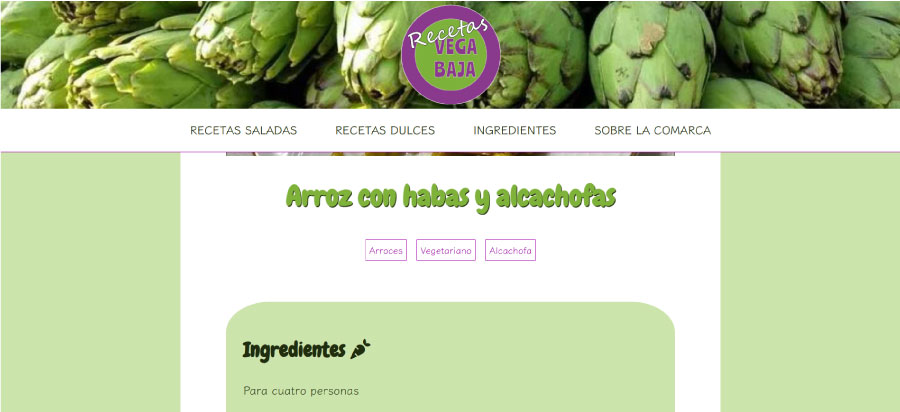 Recetas
VEGA
BAJA
RECETAS SALADAS RECETAS DULCES INGREDIENTES SOBRE LA COMARCA
Arroz con habas y alcachofas
Arroces Vegetariano Alcachofa
Ingredientes
Para cuatro personas